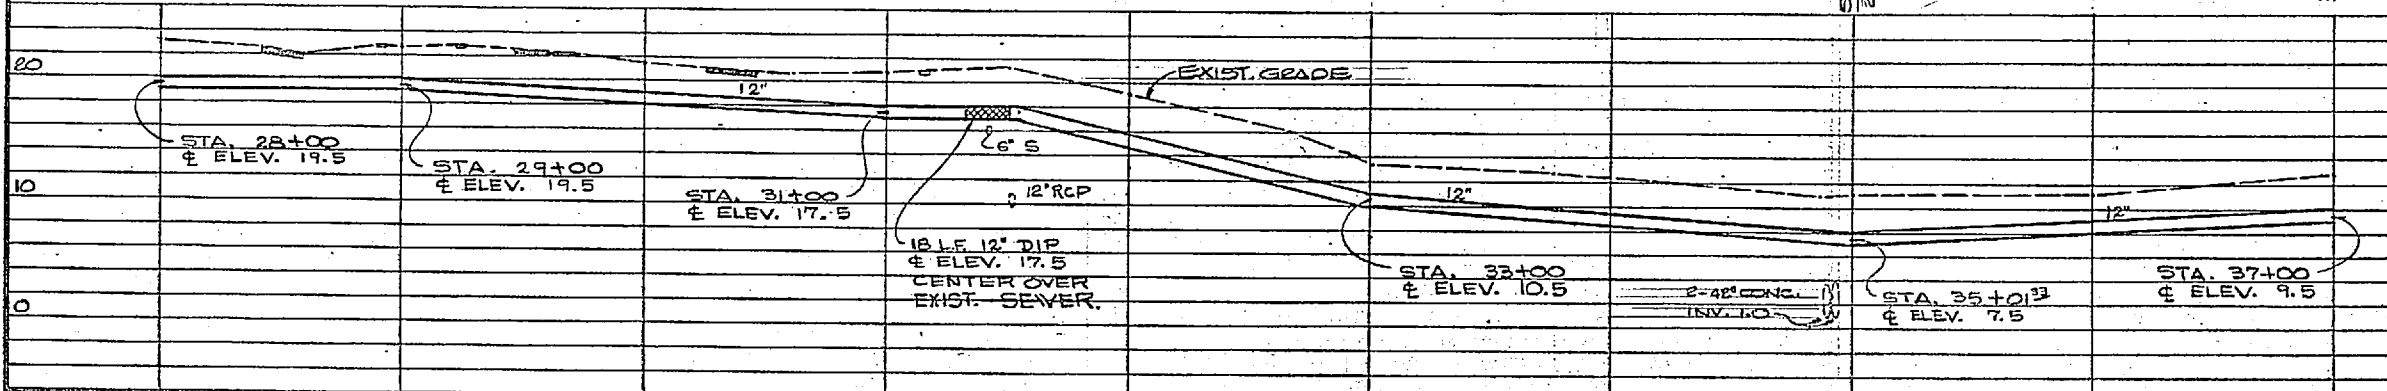 20
EXIST. GRADE
12"
STA. 28+00
℄ ELEV. 19.5
STA. 29+00
℄ ELEV. 19.5
6" S
10
STA. 31+00
℄ ELEV. 17.5
12" RCP
12"
12"
18 L.F. 12" DIP
℄ ELEV. 17.5
CENTER OVER
EXIST. SEWER.
STA. 33+00
℄ ELEV. 10.5
2-42" CONC.
INV. 1.0
STA. 35+01�33
℄ ELEV. 7.5
STA. 37+00
℄ ELEV. 9.5
0